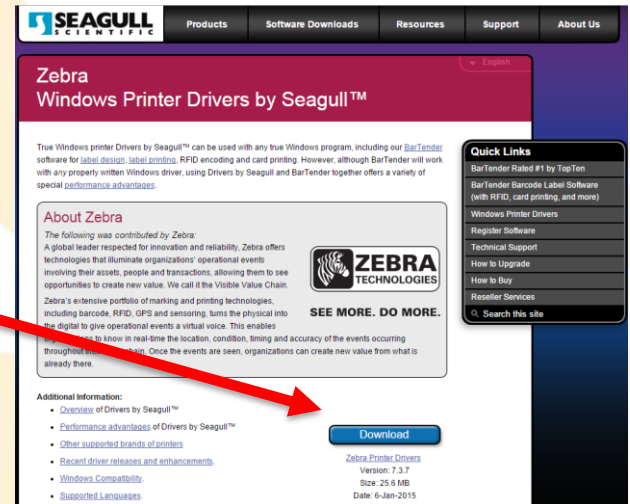 SEAGULL
SCIENTIFIC
Products
Software Downloads
Resources
Support
About Us
English
Zebra
Windows Printer Drivers by Seagull™
True Windows printer Drivers by Seagull™ can be used with any true Windows program, including our BarTender
software for label design, label printing, RFID encoding and card printing. However, although BarTender will work
with any properly written Windows driver, using Drivers by Seagull and BarTender together offers a variety of
special performance advantages.
About Zebra
The following was contributed by Zebra:
A global leader respected for innovation and reliability, Zebra offers
technologies that illuminate organizations' operational events
involving their assets, people and transactions, allowing them to see
opportunities to create new value. We call it the Visible Value Chain.
Zebra's extensive portfolio of marking and printing technologies,
including barcode, RFID, GPS and sensoring, turns the physical into
the digital to give operational events a virtual voice. This enables
to know in real-time the location, condition, timing and accuracy of the events occurring
throughout chain. Once the events are seen, organizations can create new value from what is
already there.
ZEBRA
TECHNOLOGIES
SEE MORE. DO MORE.
Additional Information:
Overview of Drivers by Seagull™
Performance advantages of Drivers by Seagull™
Other supported brands of printers
Recent driver releases and enhancements.
Windows Compatibility.
Supported Languages.
Download
Zebra Printer Drivers
Version: 7.3.7
Size: 25.6 MB
Date: 6-Jan-2015
Quick Links
BarTender Rated #1 by TopTen
BarTender Barcode Label Software
(with RFID, card printing, and more)
Windows Printer Drivers
Register Software
Technical Support
How to Upgrade
How to Buy
Reseller Services
Search this site